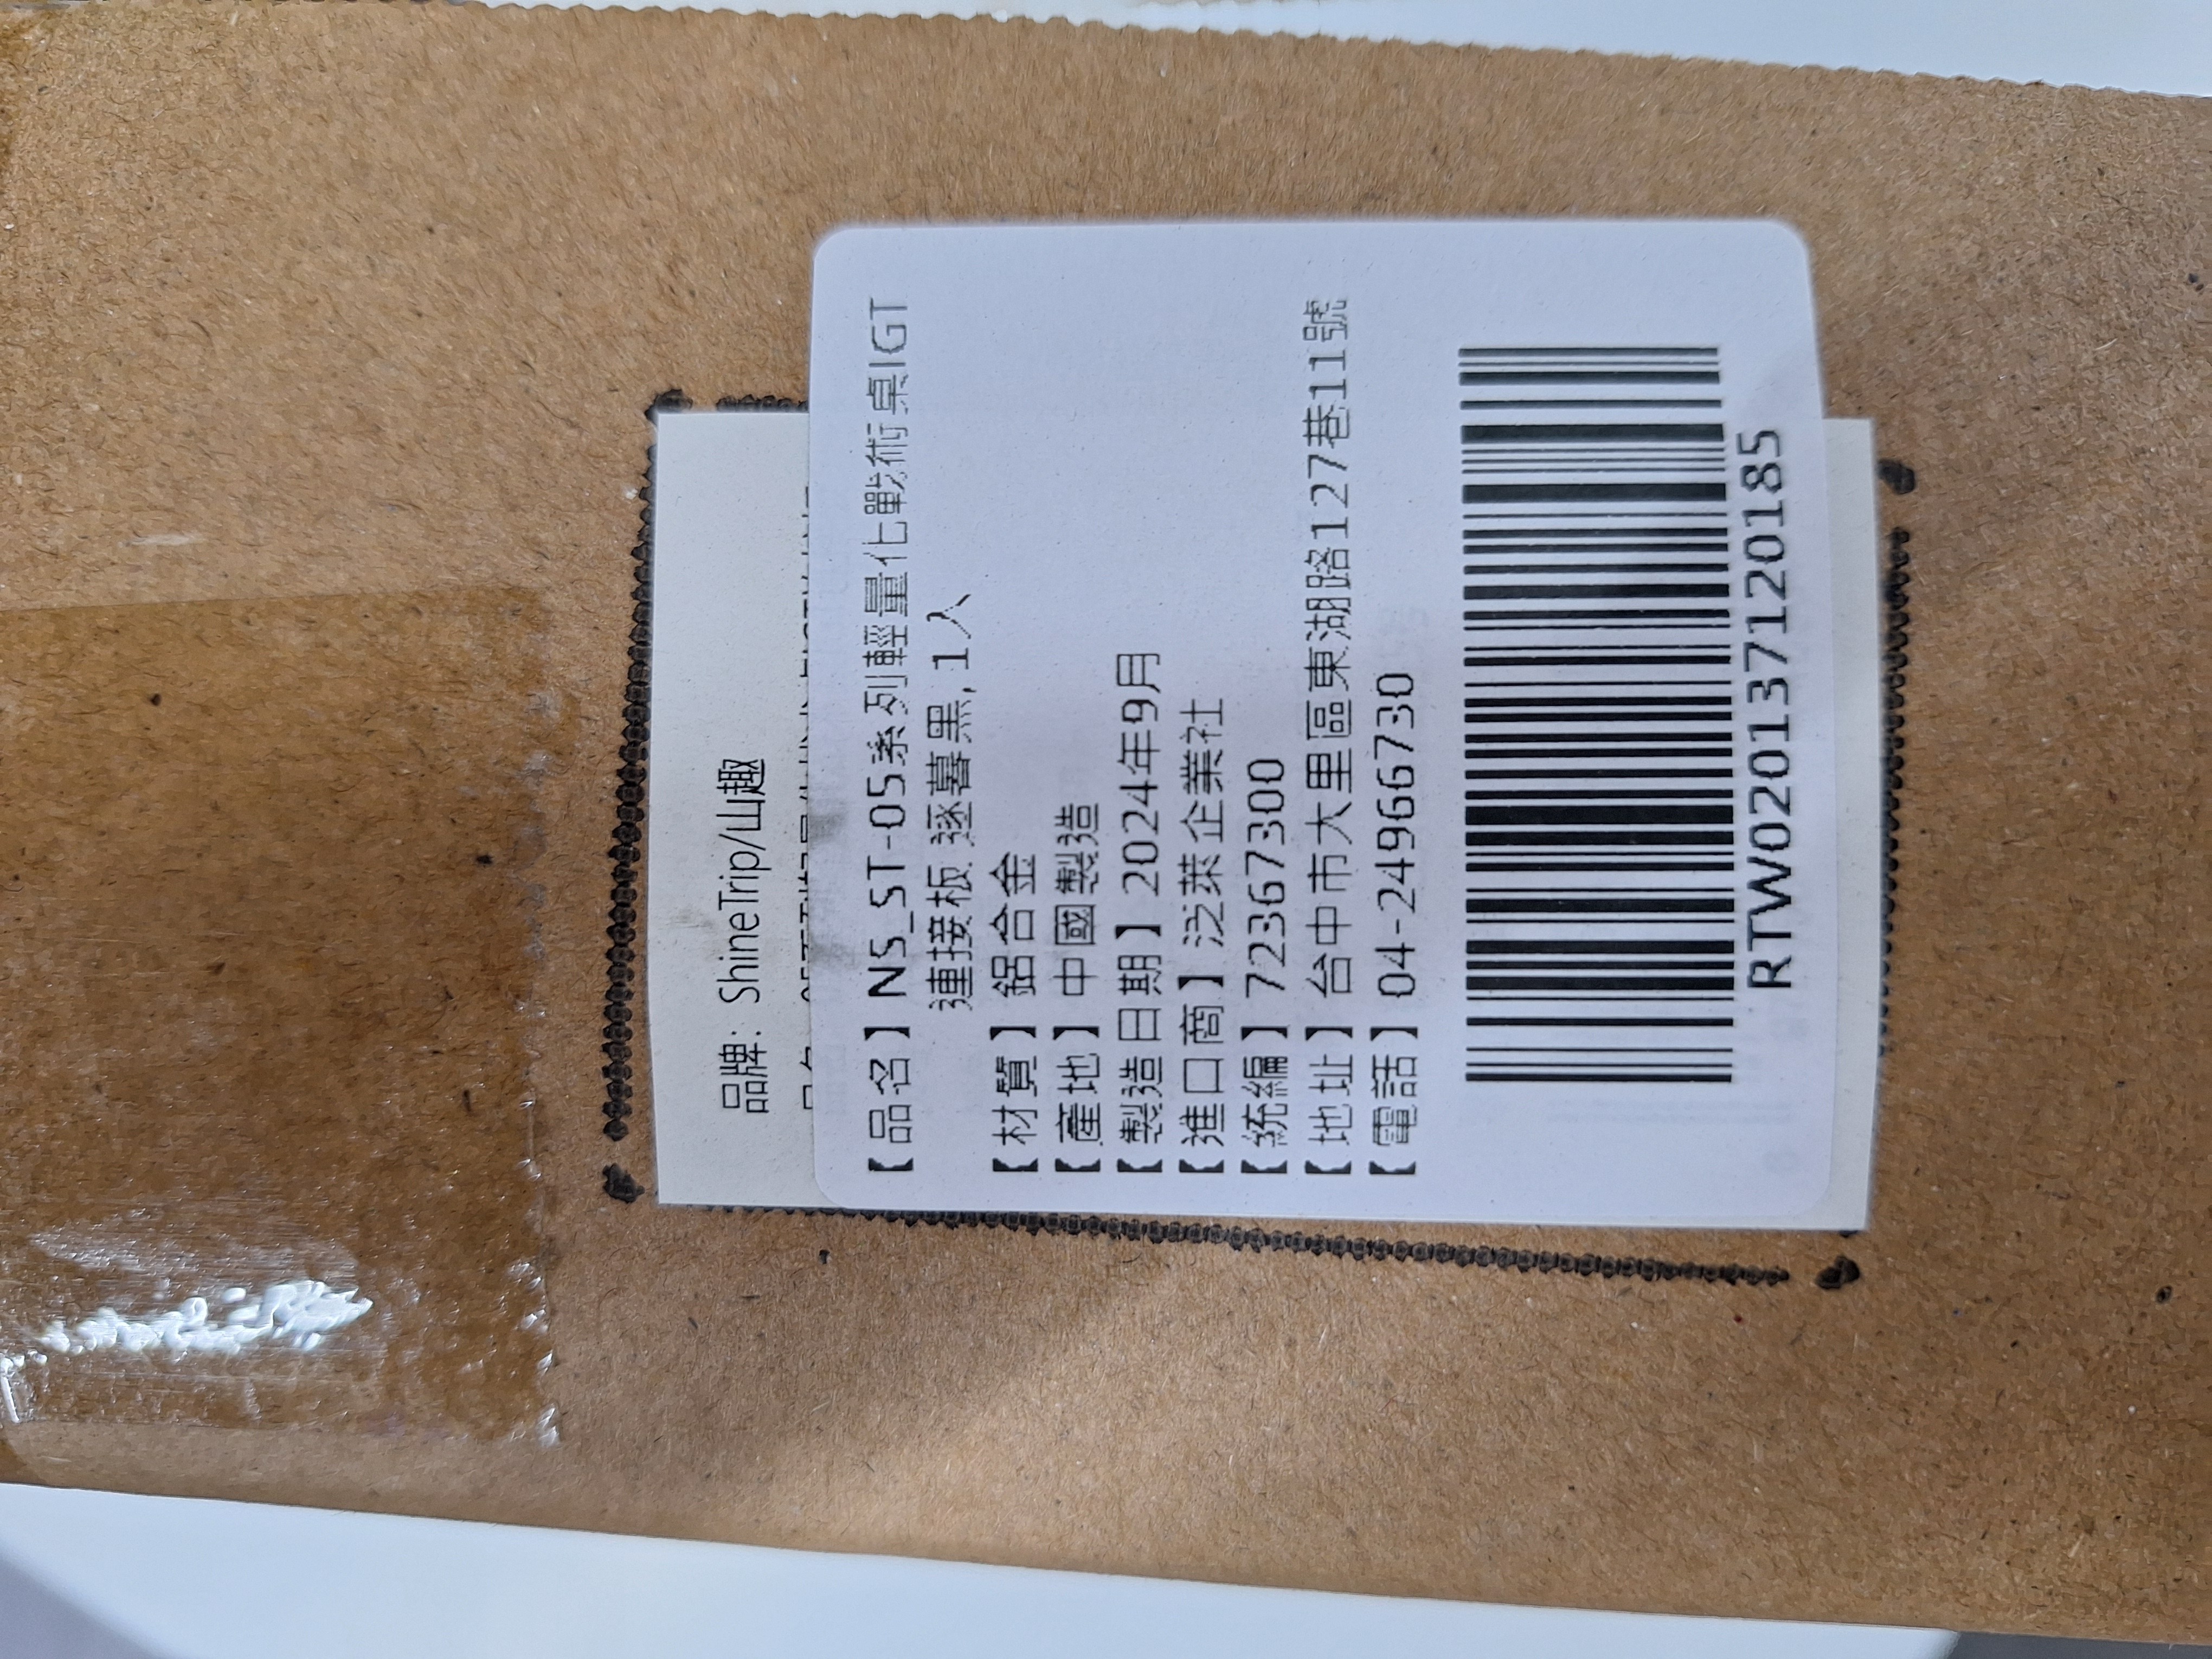 品牌：ShineTrip/山趣
【品名】NS_ST-05系列輕量化戰術桌IGT
連接板 逐暮黑, 1入
【材質】鋁合金
【產地】中國製造
【製造日期】2024年9月
【進口商】泛萊企業社
【統編】72367300
【地址】台中市大里區東湖路127巷11號
【電話】04-24966730
RTW0201371220185